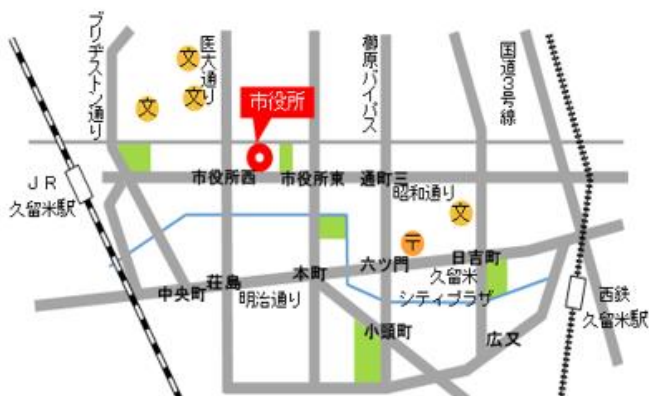 ブリヂストン通り
医大通り
櫛原バイパス
国道3号線
市役所
文
文
文
市役所西
市役所東
通町三
昭和通り
JR
久留米駅
文
〒
六ツ門
日吉町
久留米
シティプラザ
荘島
本町
中央町
明治通り
小頭町
広又
西鉄
久留米駅